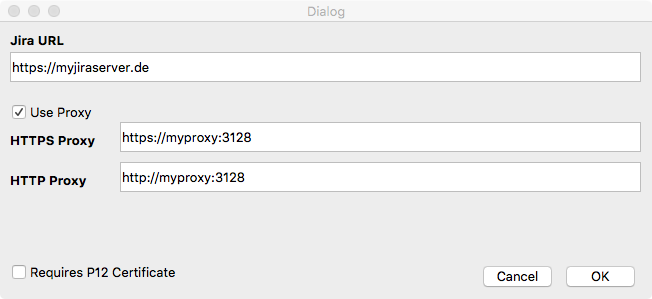 Dialog
Jira URL
https://myjiraserver.de
Use Proxy
HTTPS Proxy https://myproxy:3128
HTTP Proxy http://myproxy:3128
Requires P12 Certificate Cancel OK